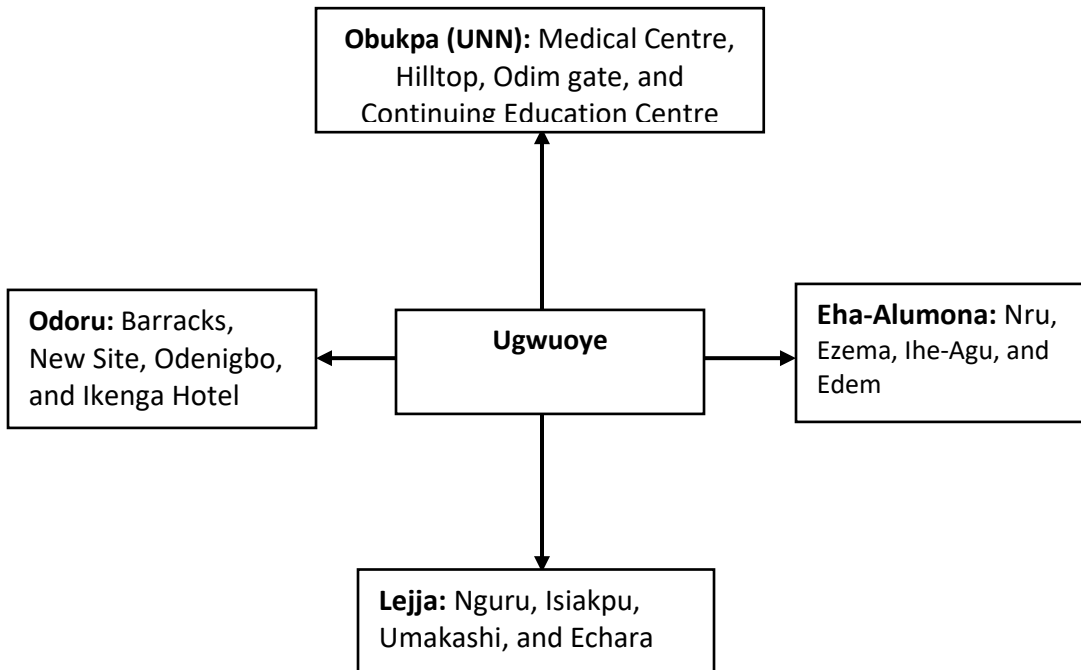 Obukpa (UNN): Medical Centre,
Hilltop, Odim gate, and
Continuing Education Centre
Odoru: Barracks,
New Site, Odenigbo,
and Ikenga Hotel
Ugwuoye
Eha-Alumona: Nru,
Ezema, Ihe-Agu, and
Edem
Lejja: Nguru, Isiakpu,
Umakashi, and Echara